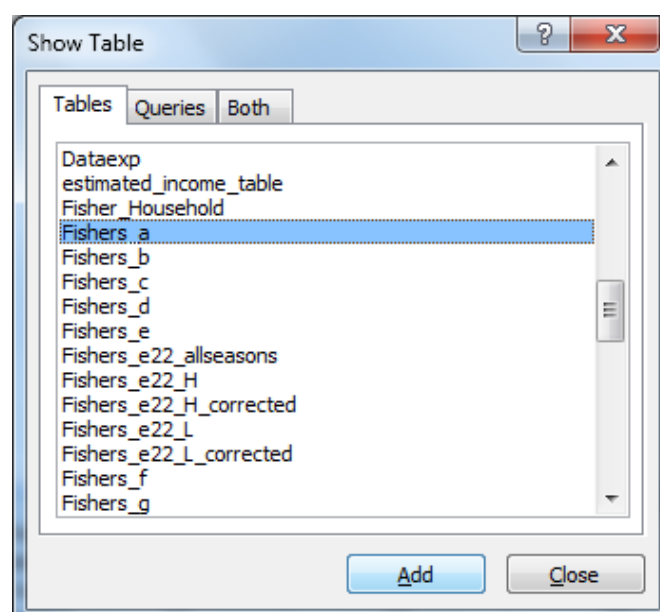 Show Table
?
Tables Queries Both
Dataexp
estimated_income_table
Fisher_Household
Fishers_a
Fishers_b
Fishers_c
Fishers_d
Fishers_e
Fishers_e22_allseasons
Fishers_e22_H
Fishers_e22_H_corrected
Fishers_e22_L
Fishers_e22_L_corrected
Fishers_f
Fishers_g
Add Close